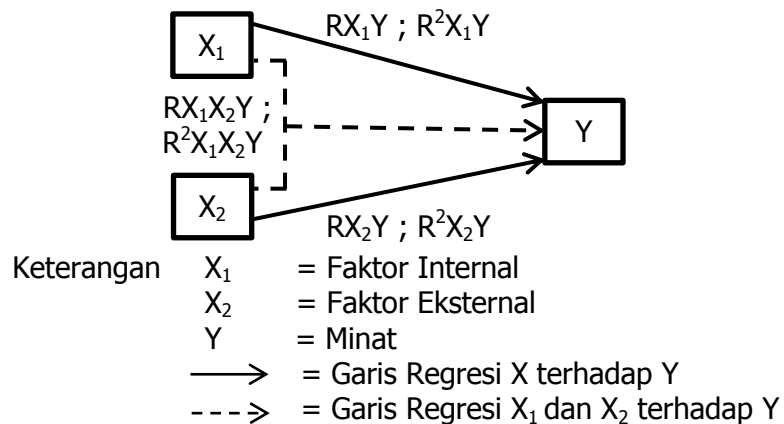 X₁
RX₁Y ; R²X₁Y
RX₁X₂Y ;
R²X₁X₂Y
Y
X₂
RX₂Y ; R²X₂Y
Keterangan X₁ = Faktor Internal
X₂ = Faktor Eksternal
Y = Minat
= Garis Regresi X terhadap Y
= Garis Regresi X₁ dan X₂ terhadap Y